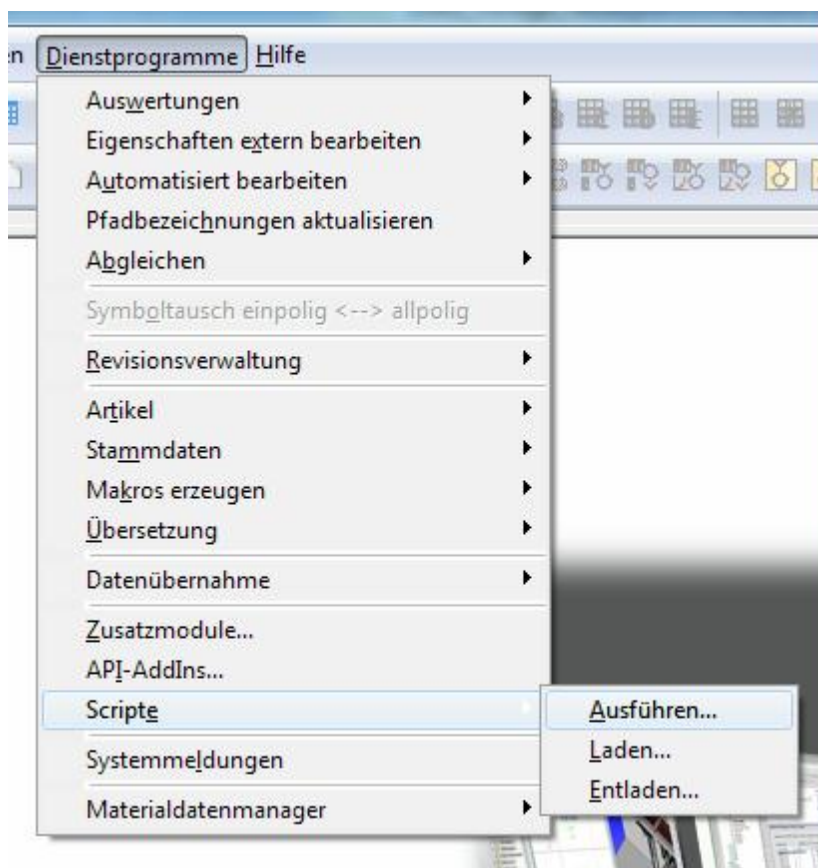 n Dienstprogramme Hilfe
Auswertungen
Eigenschaften extern bearbeiten
Automatisiert bearbeiten
Pfadbezeichnungen aktualisieren
Abgleichen
Symboltausch einpolig <--> allpolig
Revisionsverwaltung
Artikel
Stammdaten
Makros erzeugen
Übersetzung
Datenübernahme
Zusatzmodule...
API-AddIns...
Scripte
Ausführen...
Laden...
Entladen...
Systemmeldungen
Materialdatenmanager